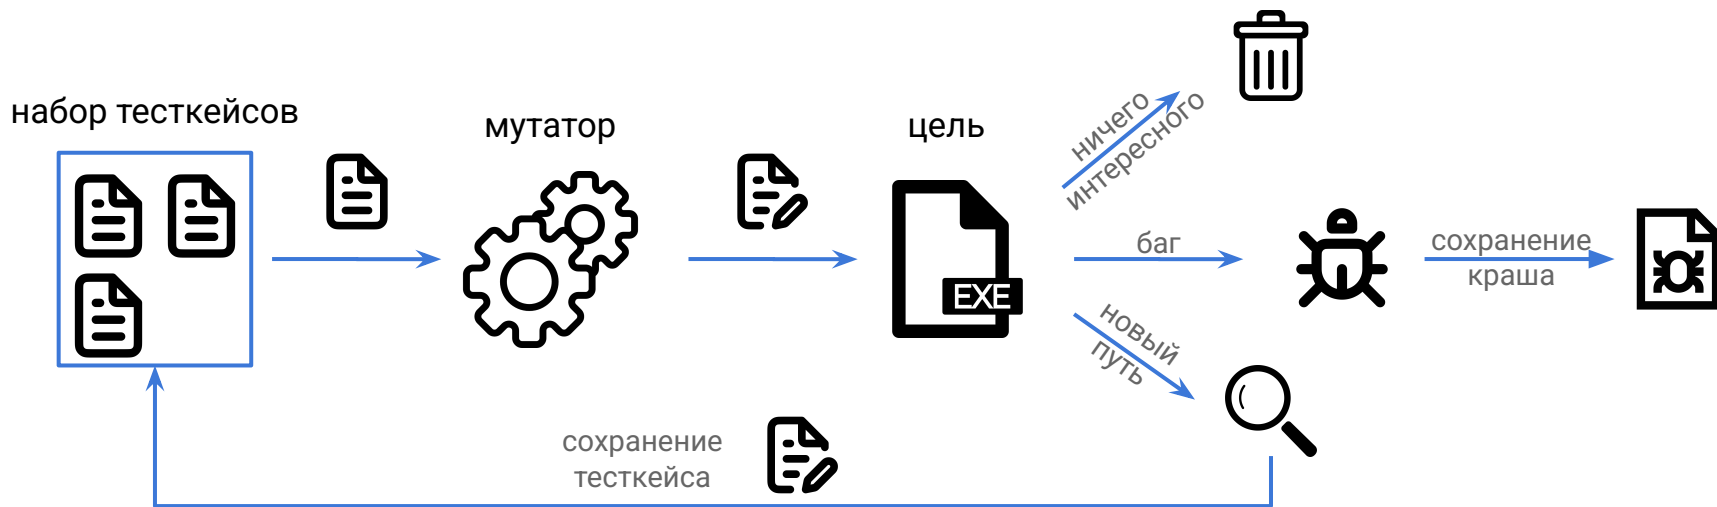 набор тесткейсов
мутатор
цель
EXE
ничего
интересного
баг
сохранение
краша
новый
путь
сохранение
тесткейса